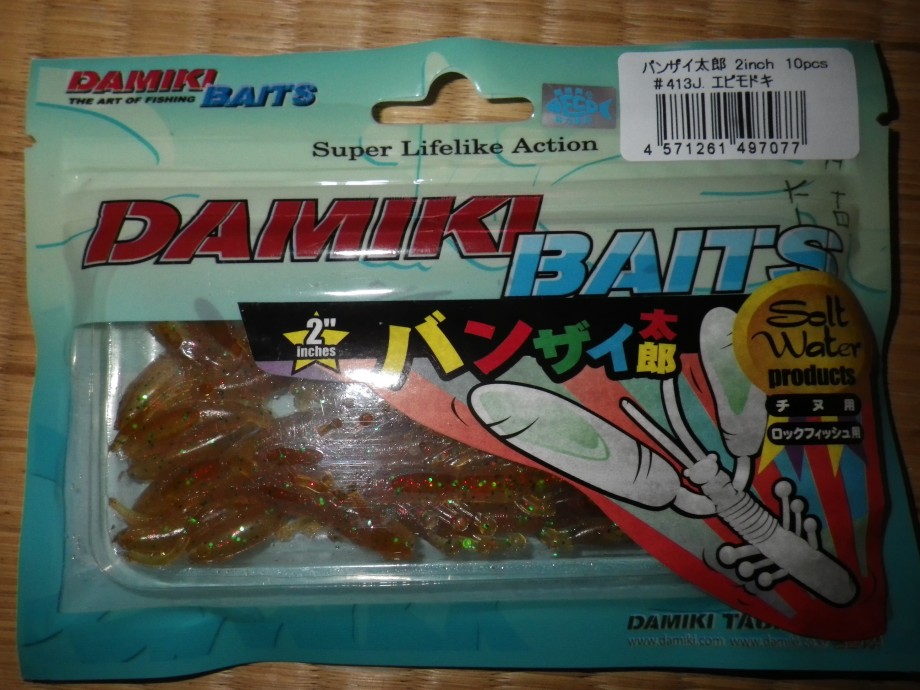 DAMIKI
THE ART OF FISHING BAITS
バンザイ太郎 2inch 10pcs
#413J. エビモドキ
4 571261 497077
Super Lifelike Action
DAMIKI
BAITS
2"
inches
バンザイ太郎
Salt
Water
products
チヌ用
ロックフィッシュ用
DAMIKI
www.damiki.com